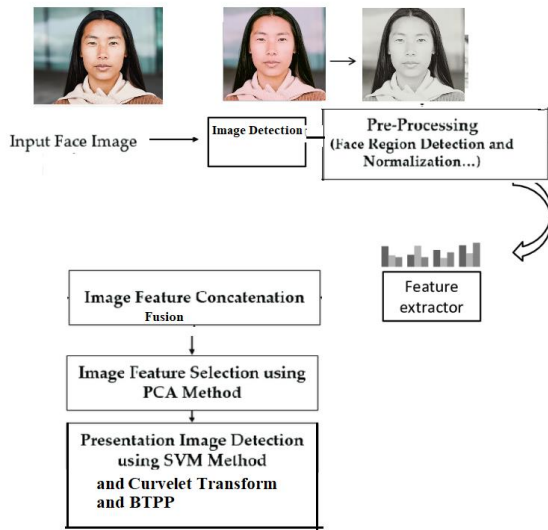 Input Face Image
Image Detection
Pre-Processing
(Face Region Detection and
Normalization...)
Feature
extractor
Image Feature Concatenation
Fusion
Image Feature Selection using
PCA Method
Presentation Image Detection
using SVM Method
and Curvelet Transform
and BTPP